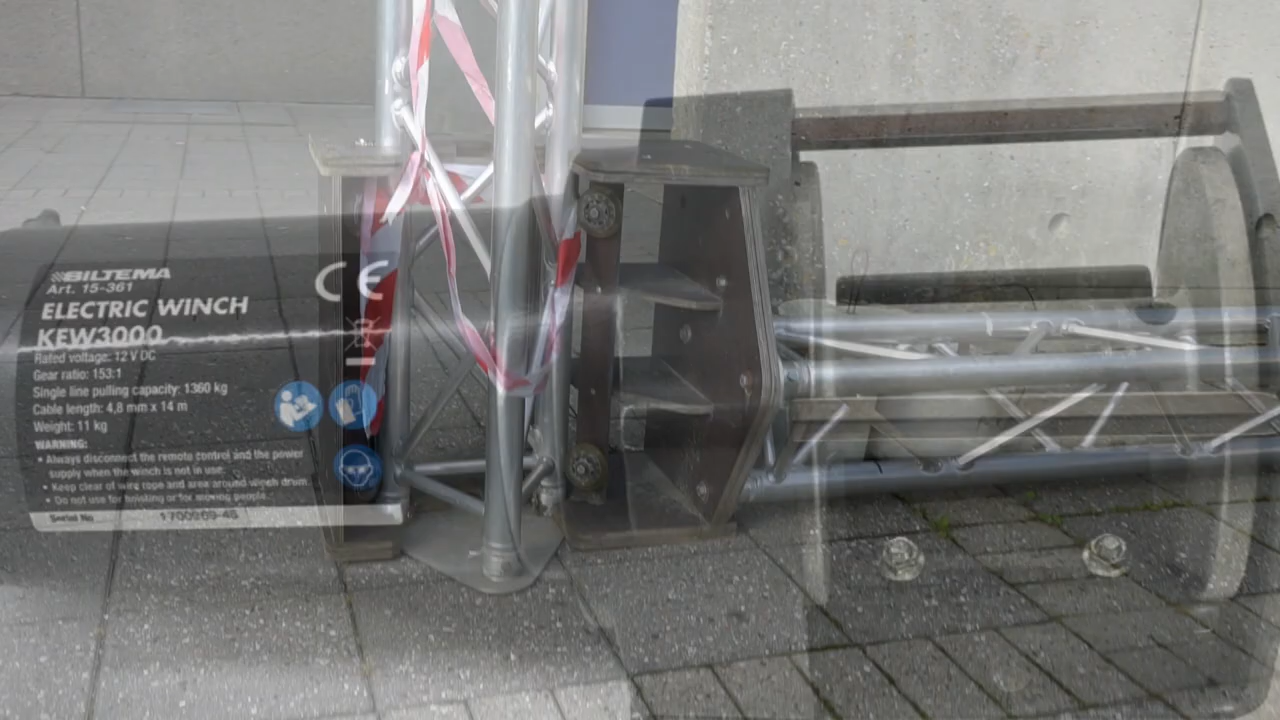 BILTEMA
Art. 15-361
CE
ELECTRIC WINCH
KEW3000
Rated voltage: 12 V DC
Gear ratio: 153:1
Single line pulling capacity: 1360 kg
Cable length: 4,8 mm x 14 m
Weight: 11 kg
WARNING:
• Always disconnect the remote control and the power
supply when the winch is not in use.
• Keep clear of wire rope and area around winch drum.
• Do not use for hoisting or for moving people.
Serial No